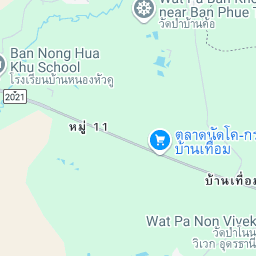 Wat Pa Ban Kho
near Ban Phue T
วัดป่าบ้านค้อ
Ban Nong Hua
Khu School
โรงเรียนบ้านหนองหัวคู
2021
หมู่ 11
ตลาดนัดโค-กร
บ้านเทื่อม
บ้านเทื่อม
Wat Pa Non Vivek
วัดป่าโนน
วิเวก อุดรธานี